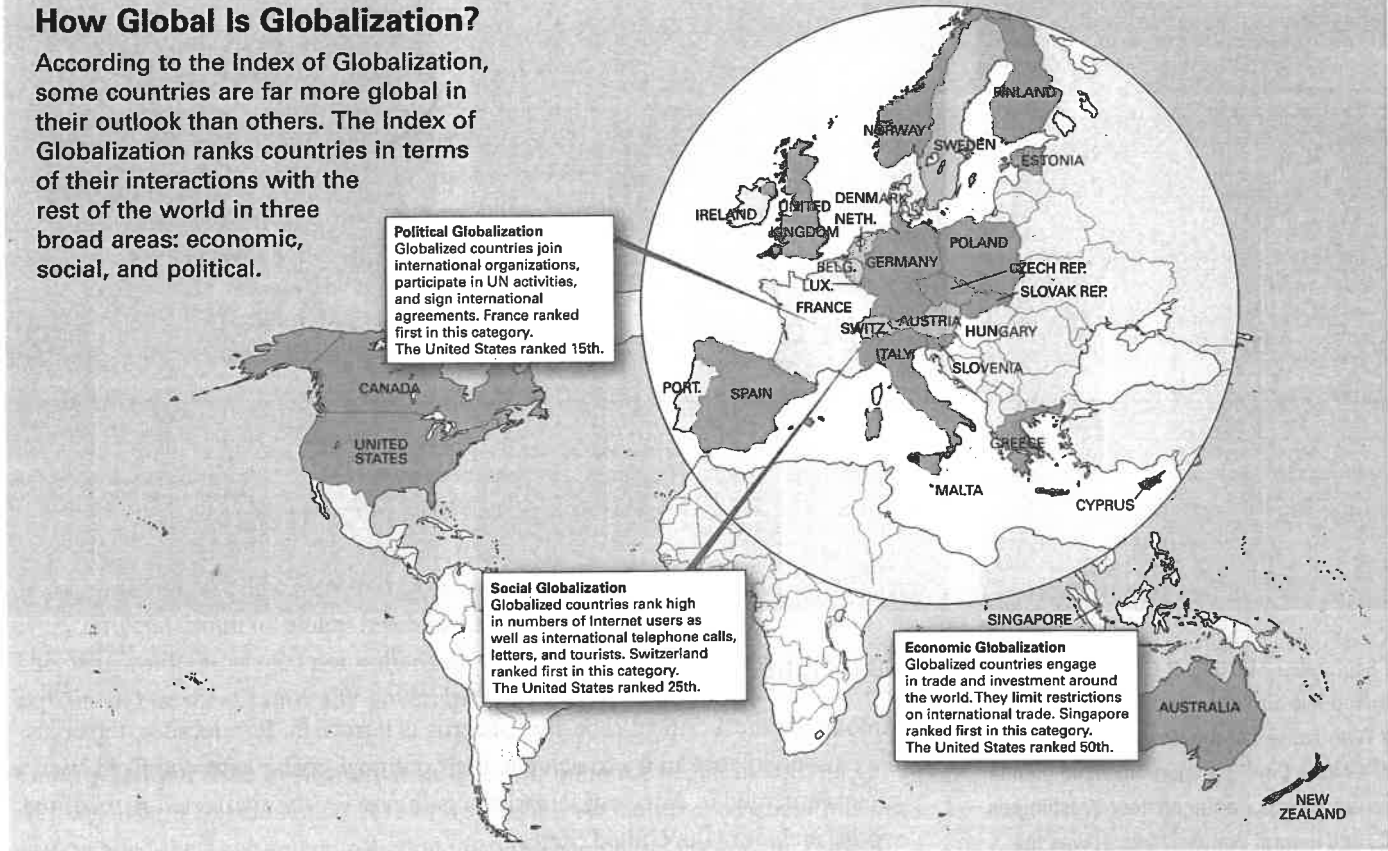 How Global Is Globalization?
According to the Index of Globalization,
some countries are far more global in
their outlook than others. The Index of
Globalization ranks countries in terms
of their interactions with the
rest of the world in three
broad areas: economic,
social, and political.
Political Globalization
Globalized countries join
international organizations,
participate in UN activities,
and sign international
agreements. France ranked
first in this category.
The United States ranked 15th.
FINLAND
NORWAY
SWEDEN
ESTONIA
DENMARK
IRELAND
UNITED
KINGDOM
NETH.
POLAND
BELG.
GERMANY
CZECH REP.
LUX.
SLOVAK REP.
FRANCE
SWITZ.
AUSTRIA
HUNGARY
ITALY
SLOVENIA
PORT.
SPAIN
GREECE
MALTA
CYPRUS
CANADA
UNITED
STATES
Social Globalization
Globalized countries rank high
in numbers of Internet users as
well as international telephone calls,
letters, and tourists. Switzerland
ranked first in this category.
The United States ranked 25th.
SINGAPORE
Economic Globalization
Globalized countries engage
in trade and investment around
the world. They limit restrictions
on international trade. Singapore
ranked first in this category.
The United States ranked 50th.
AUSTRALIA
NEW
ZEALAND